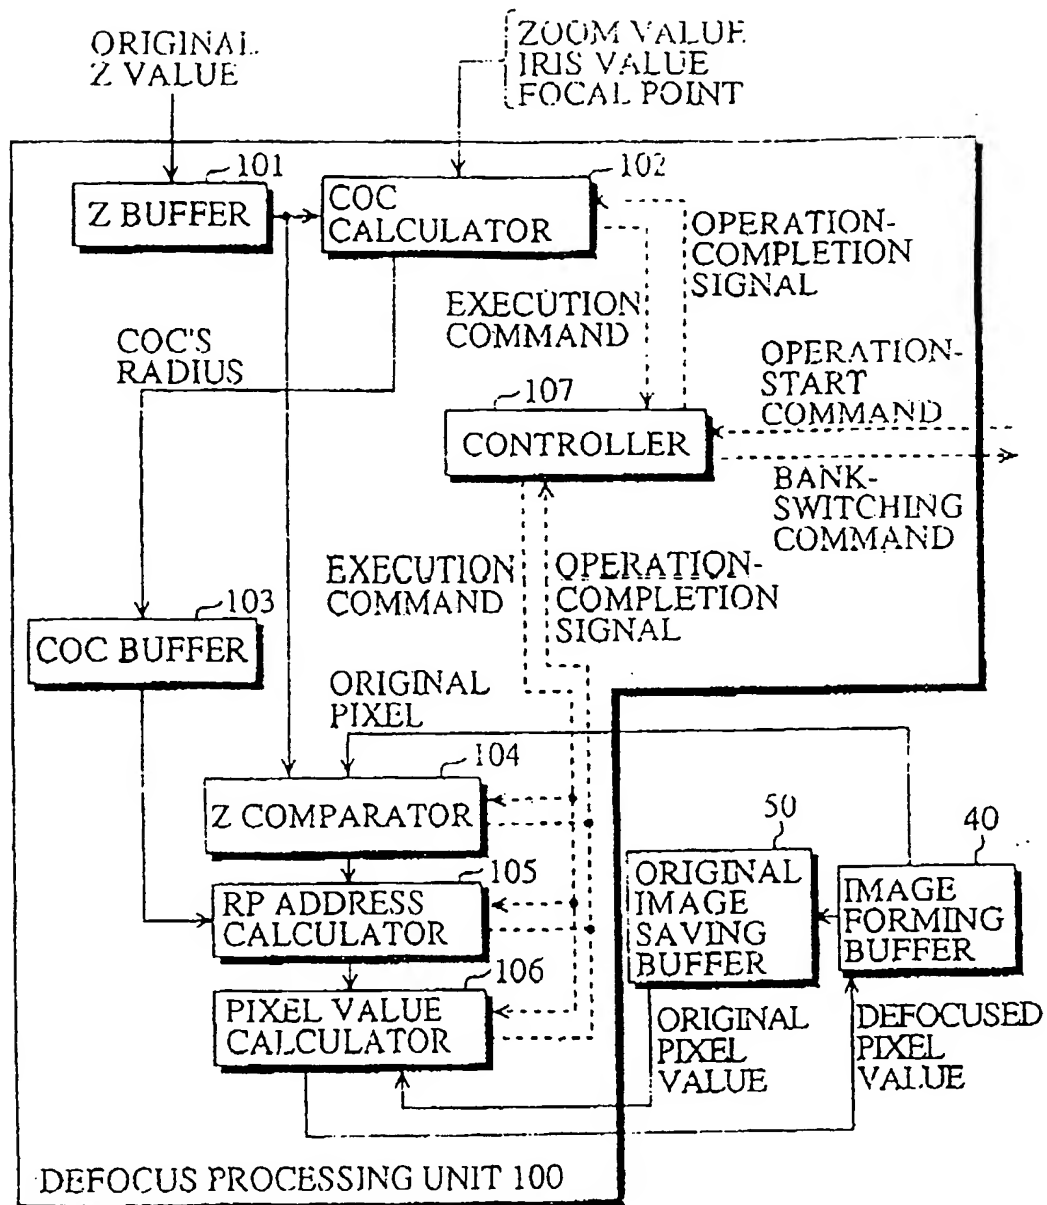 ORIGINAL
Z VALUE
ZOOM VALUE
IRIS VALUE
FOCAL POINT
101
Z BUFFER
102
COC
CALCULATOR
OPERATION-
COMPLETION
SIGNAL
EXECUTION
COMMAND
COC'S
RADIUS
OPERATION-
START
COMMAND
107
CONTROLLER
BANK-
SWITCHING
COMMAND
EXECUTION
COMMAND
OPERATION-
COMPLETION
SIGNAL
103
COC BUFFER
ORIGINAL
PIXEL
104
Z COMPARATOR
50
ORIGINAL
IMAGE
SAVING
BUFFER
40
IMAGE
FORMING
BUFFER
105
RP ADDRESS
CALCULATOR
106
PIXEL VALUE
CALCULATOR
ORIGINAL
PIXEL
VALUE
DEFOCUSED
PIXEL
VALUE
DEFOCUS PROCESSING UNIT 100